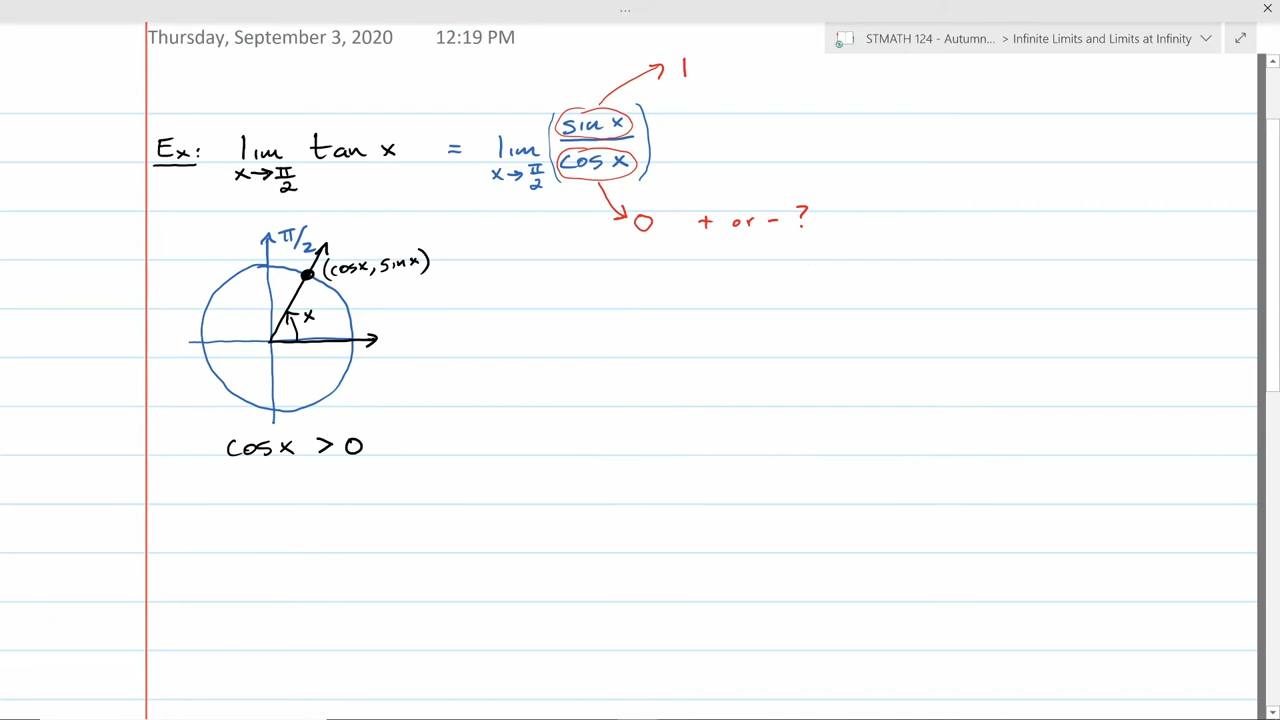 ...
Thursday, September 3, 2020 12:19 PM
STMATH 124 - Autumn... > Infinite Limits and Limits at Infinity
1
Ex: lim x→π/2 tan x = lim x→π/2 (sin x / cos x)
0 + or - ?
π/2
(cos x, sin x)
x
cos x > 0